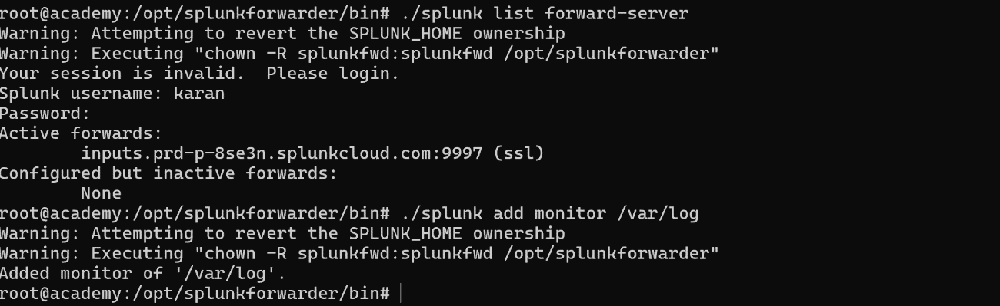 root@academy:/opt/splunkforwarder/bin# ./splunk list forward-server
Warning: Attempting to revert the SPLUNK_HOME ownership
Warning: Executing "chown -R splunkfwd:splunkfwd /opt/splunkforwarder"
Your session is invalid.  Please login.
Splunk username: karan
Password:
Active forwards:
        inputs.prd-p-8se3n.splunkcloud.com:9997 (ssl)
Configured but inactive forwards:
        None
root@academy:/opt/splunkforwarder/bin# ./splunk add monitor /var/log
Warning: Attempting to revert the SPLUNK_HOME ownership
Warning: Executing "chown -R splunkfwd:splunkfwd /opt/splunkforwarder"
Added monitor of '/var/log'.
root@academy:/opt/splunkforwarder/bin#